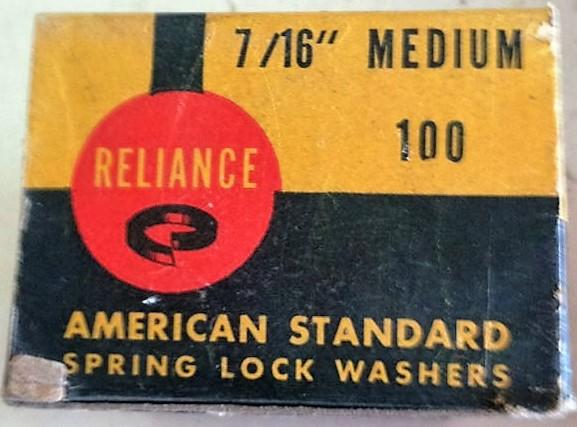 7/16" MEDIUM
100
RELIANCE
AMERICAN STANDARD
SPRING LOCK WASHERS